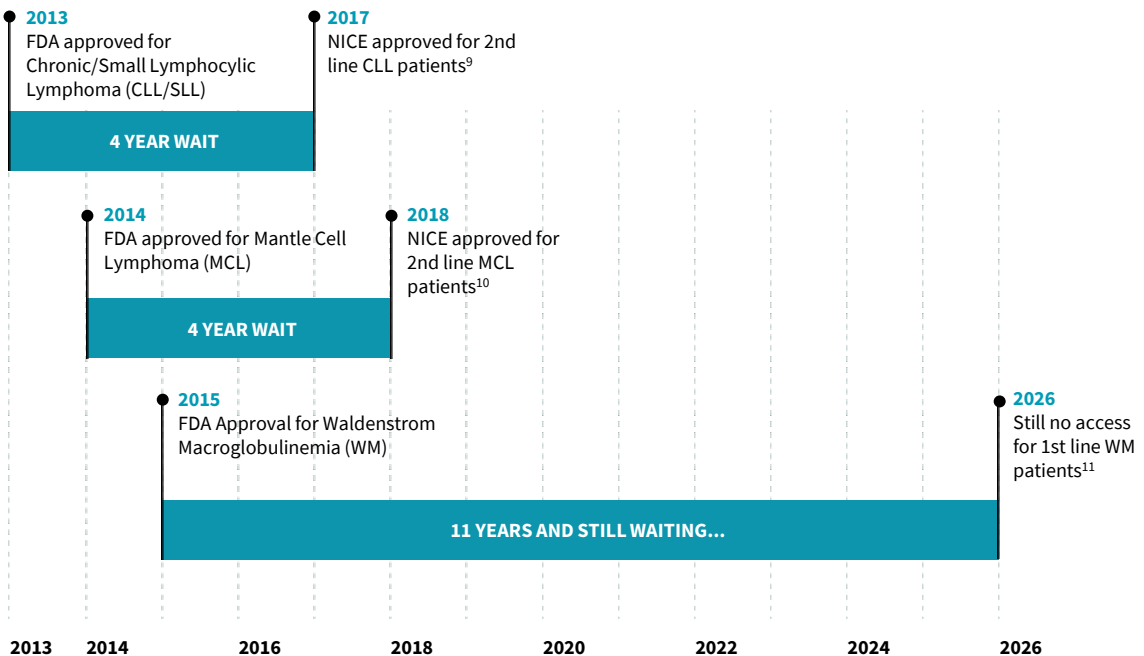 2013
FDA approved for
Chronic/Small Lymphocylic
Lymphoma (CLL/SLL)
2017
NICE approved for 2nd
line CLL patients⁹
4 YEAR WAIT
2014
FDA approved for Mantle Cell
Lymphoma (MCL)
2018
NICE approved for
2nd line MCL
patients¹⁰
4 YEAR WAIT
2015
FDA Approval for Waldenstrom
Macroglobulinemia (WM)
2026
Still no access
for 1st line WM
patients¹¹
11 YEARS AND STILL WAITING...
2013 2014 2016 2018 2020 2022 2024 2026